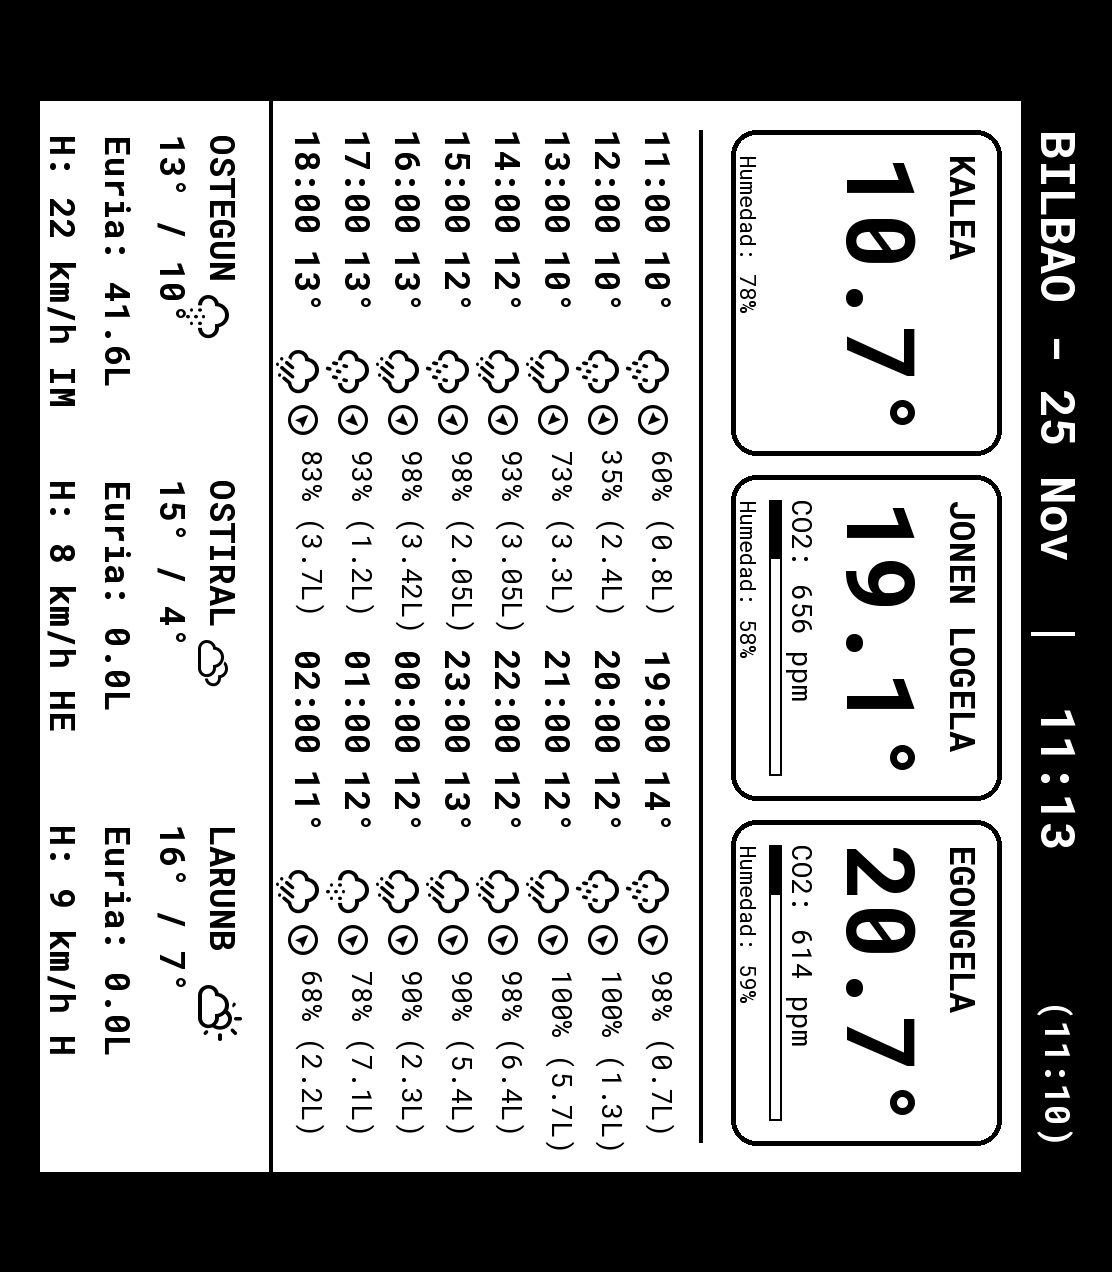 BILBAO - 25 Nov | 11:13 (11:10)
KALEA
10.7°
Humedad: 78%
JONEN LOGELA
19.1°
CO2: 656 ppm
Humedad: 58%
EGONGELA
20.7°
CO2: 614 ppm
Humedad: 59%
11:00 10° 60% (0.8L)
12:00 10° 35% (2.4L)
13:00 10° 73% (3.3L)
14:00 12° 93% (3.05L)
15:00 12° 98% (2.05L)
16:00 13° 98% (3.42L)
17:00 13° 93% (1.2L)
18:00 13° 83% (3.7L)
19:00 14° 98% (0.7L)
20:00 12° 100% (1.3L)
21:00 12° 100% (5.7L)
22:00 12° 98% (6.4L)
23:00 13° 90% (5.4L)
00:00 12° 90% (2.3L)
01:00 12° 78% (7.1L)
02:00 11° 68% (2.2L)
OSTEGUN
13° / 10°
Euria: 41.6L
H: 22 km/h IM
OSTIRAL
15° / 4°
Euria: 0.0L
H: 8 km/h HE
LARUNB
16° / 7°
Euria: 0.0L
H: 9 km/h H